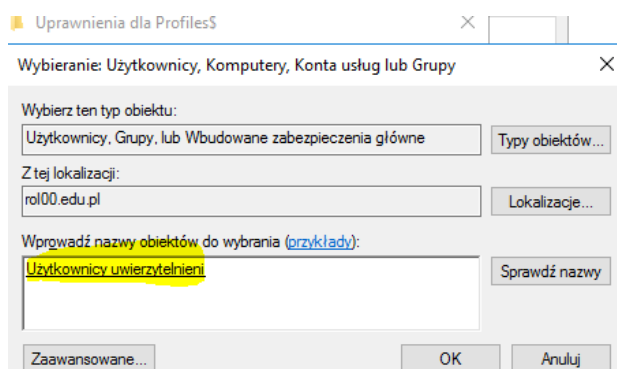 Uprawnienia dla Profiles$
Wybieranie: Użytkownicy, Komputery, Konta usług lub Grupy
Wybierz ten typ obiektu:
Użytkownicy, Grupy, lub Wbudowane zabezpieczenia główne
Typy obiektów...
Z tej lokalizacji:
rol00.edu.pl
Lokalizacje...
Wprowadź nazwy obiektów do wybrania (przykłady):
Użytkownicy uwierzytelnieni
Sprawdź nazwy
Zaawansowane...
OK
Anuluj